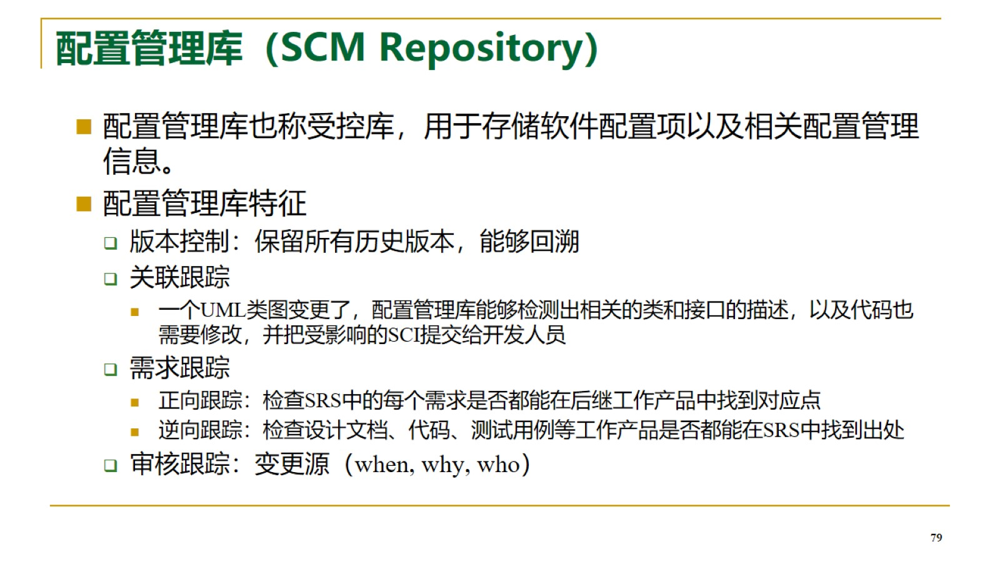 配置管理库（SCM Repository）
配置管理库也称受控库，用于存储软件配置项以及相关配置管理
信息。
配置管理库特征
版本控制：保留所有历史版本，能够回溯
关联跟踪
一个UML类图变更了，配置管理库能够检测出相关的类和接口的描述，以及代码也
需要修改，并把受影响的SCI提交给开发人员
需求跟踪
正向跟踪：检查SRS中的每个需求是否都能在后继工作产品中找到对应点
逆向跟踪：检查设计文档、代码、测试用例等工作产品是否都能在SRS中找到出处
审核跟踪：变更源（when, why, who）
79